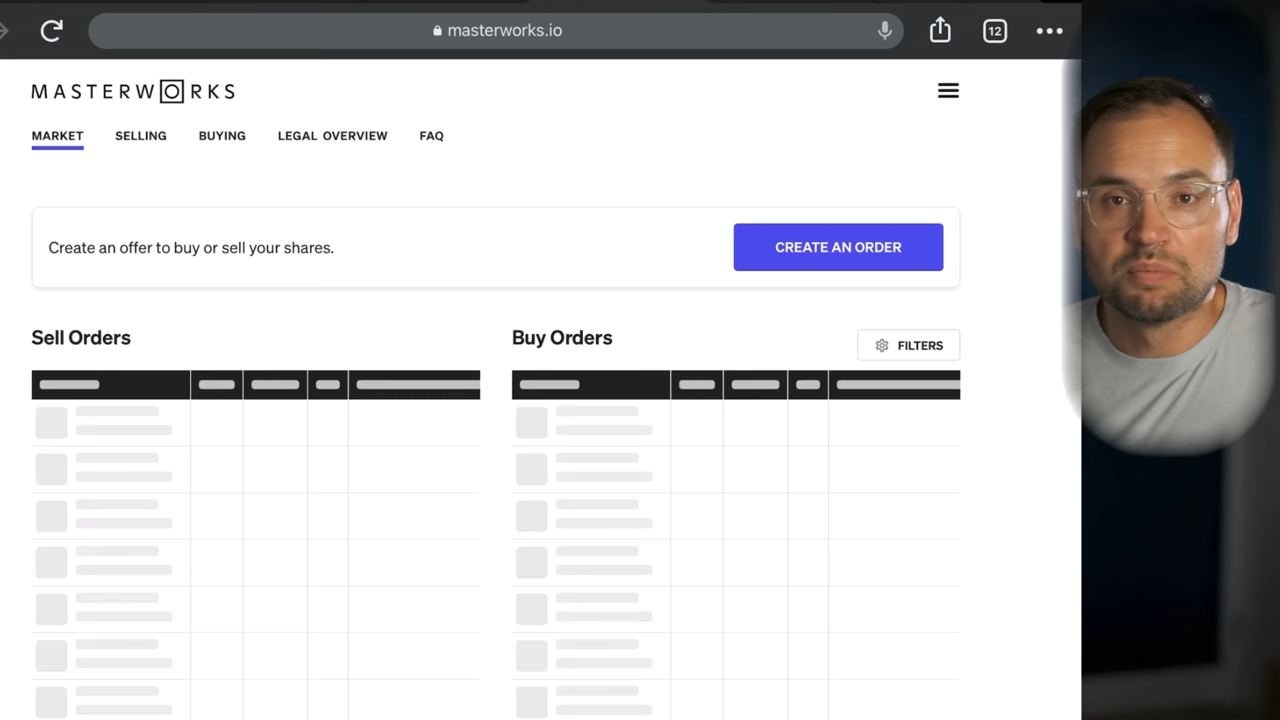 masterworks.io
12
MASTERWORKS
MARKET SELLING BUYING LEGAL OVERVIEW FAQ
Create an offer to buy or sell your shares.
CREATE AN ORDER
Sell Orders
Buy Orders
FILTERS